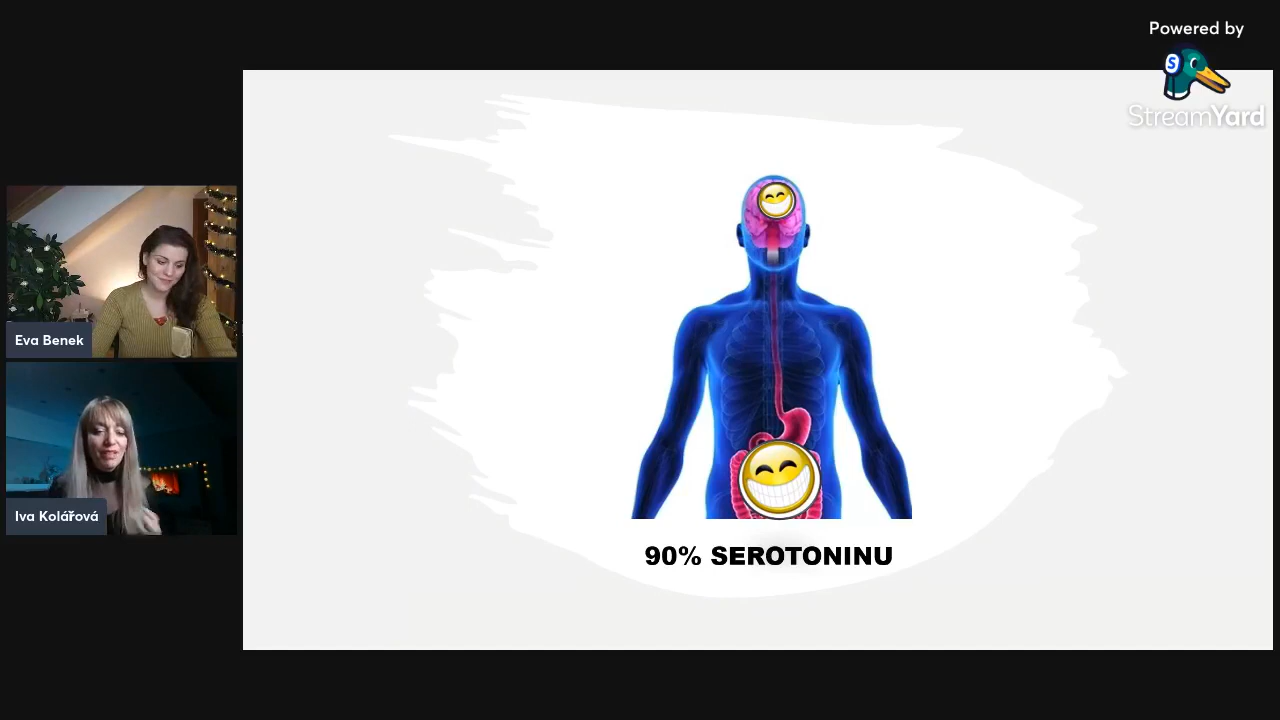 Powered by
S
StreamYard
Eva Benek
Iva Kolářová
90% SEROTONINU